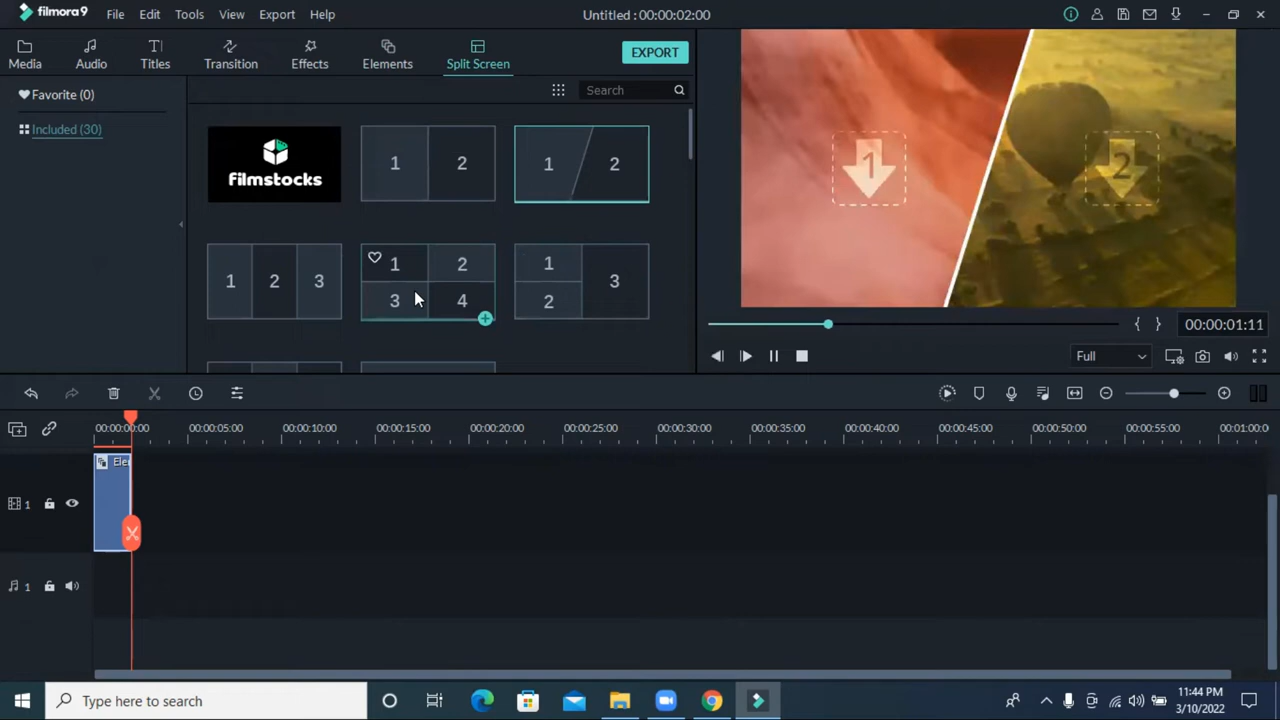 filmora9 File Edit Tools View Export Help Untitled : 00:00:02:00
Media Audio Titles Transition Effects Elements Split Screen EXPORT
Favorite (0)
Search
Included (30)
filmstocks
1 2
1 2
1 2 3
1 2
3 4
1
2
3
1
2
00:00:01:11
Full
00:00:00:00 00:00:05:00 00:00:10:00 00:00:15:00 00:00:20:00 00:00:25:00 00:00:30:00 00:00:35:00 00:00:40:00 00:00:45:00 00:00:50:00 00:00:55:00 00:01:00:0
Eler
1
1
Type here to search
11:44 PM
3/10/2022